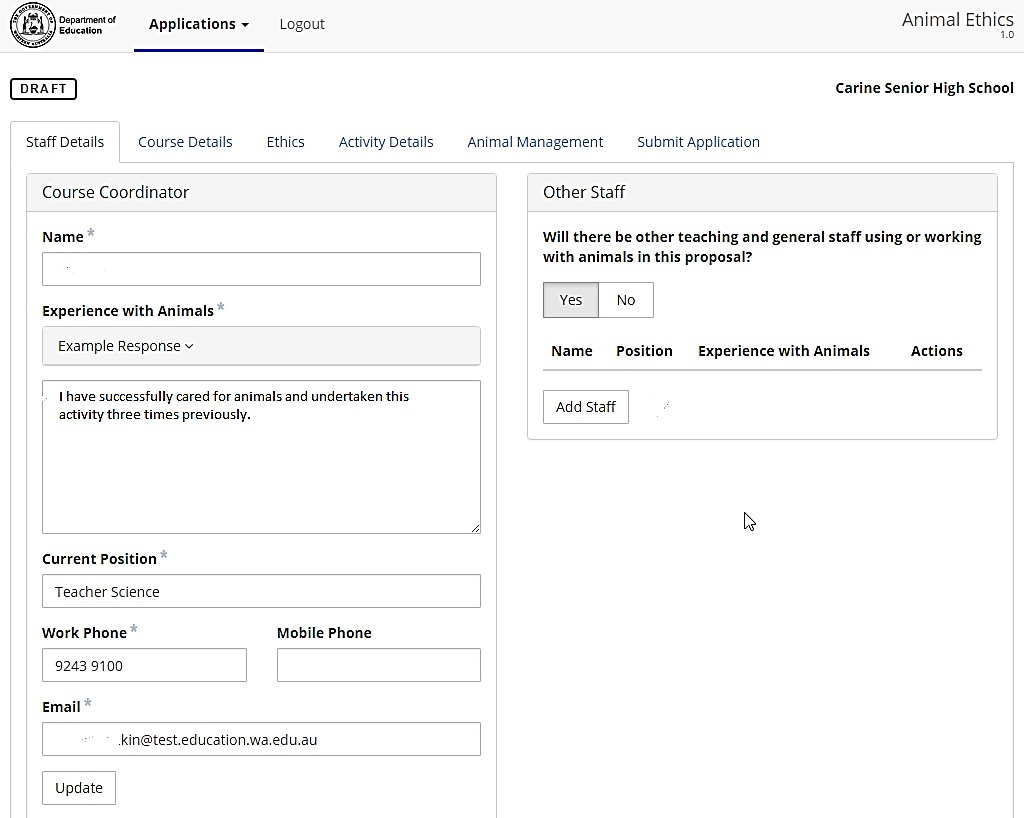 Department of
Education
Applications
Logout
Animal Ethics
1.0
DRAFT
Carine Senior High School
Staff Details
Course Details
Ethics
Activity Details
Animal Management
Submit Application
Course Coordinator
Name *
Experience with Animals *
Example Response
I have successfully cared for animals and undertaken this
activity three times previously.
Current Position *
Teacher Science
Work Phone *
Mobile Phone
9243 9100
Email *
kin@test.education.wa.edu.au
Update
Other Staff
Will there be other teaching and general staff using or working
with animals in this proposal?
Yes
No
Name Position Experience with Animals Actions
Add Staff